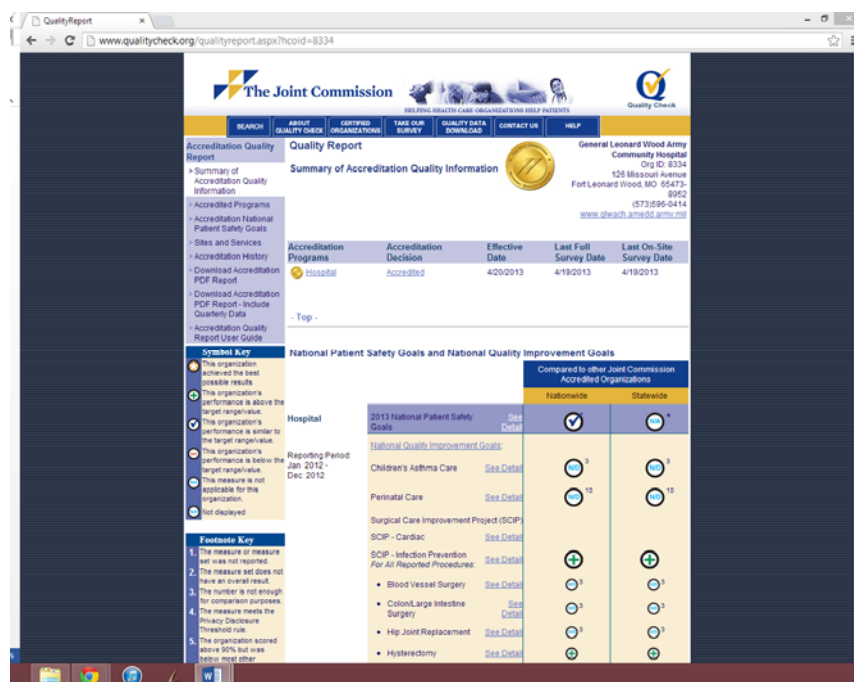 QualityReport
www.qualitycheck.org/qualityreport.aspx?hcoid=8334
The Joint Commission
HELPING HEALTH CARE ORGANIZATIONS HELP PATIENTS
Quality Check
SEARCH
ABOUT QUALITY CHECK
CERTIFIED ORGANIZATIONS
TAKE OUR SURVEY
QUALITY DATA DOWNLOAD
CONTACT US
HELP
Accreditation Quality
Report
> Summary of
Accreditation Quality
Information
> Accredited Programs
> Accreditation National
Patient Safety Goals
> Sites and Services
> Accreditation History
> Download Accreditation
PDF Report
> Download Accreditation
PDF Report - Include
Quarterly Data
> Accreditation Quality
Report User Guide
Symbol Key
This organization
achieved the best
possible results
This organization's
performance is above the
target range/value.
This organization's
performance is similar to
the target range/value.
This organization's
performance is below the
target range/value.
This measure is not
applicable for this
organization.
Not displayed
Footnote Key
1. The measure or measure
set was not reported.
2. The measure set does not
have an overall result.
3. The number is not enough
for comparison purposes.
4. The measure meets the
Privacy Disclosure
Threshold rule.
5. The organization scored
above 90% but was
below most other
Quality Report
Summary of Accreditation Quality Information
General Leonard Wood Army
Community Hospital
Org ID: 8334
126 Missouri Avenue
Fort Leonard Wood, MO 65473-
8952
(573)596-0414
www.glwach.amedd.army.mil
Accreditation Programs Accreditation Decision Effective Date Last Full Survey Date Last On-Site Survey Date
Hospital Accredited 4/20/2013 4/19/2013 4/19/2013
- Top -
National Patient Safety Goals and National Quality Improvement Goals
Compared to other Joint Commission
Accredited Organizations
Nationwide Statewide
Hospital 2013 National Patient Safety Goals See Detail N/A *
Reporting Period:
Jan 2012 -
Dec 2012
National Quality Improvement Goals:
Children's Asthma Care See Detail N/D 3 N/D 3
Perinatal Care See Detail N/D 10 N/D 10
Surgical Care Improvement Project (SCIP)
SCIP - Cardiac See Detail
SCIP - Infection Prevention See Detail
For All Reported Procedures:
• Blood Vessel Surgery See Detail 3 3
• Colon/Large Intestine Surgery See Detail 3 3
• Hip Joint Replacement See Detail 3 3
• Hysterectomy See Detail